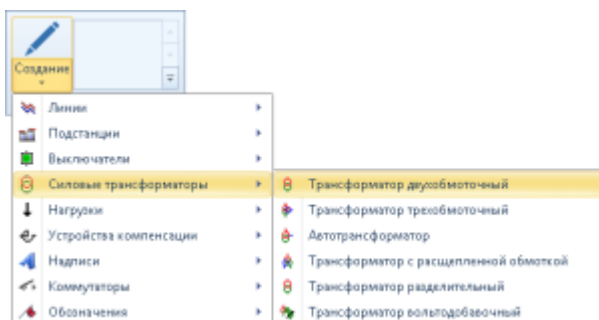 Создание
Линии
Подстанции
Выключатели
Силовые трансформаторы
Трансформатор двухобмоточный
Нагрузки
Трансформатор трехобмоточный
Устройства компенсации
Автотрансформатор
Надписи
Трансформатор с расщепленной обмоткой
Коммутаторы
Трансформатор разделительный
Обозначения
Трансформатор вольтодобавочный